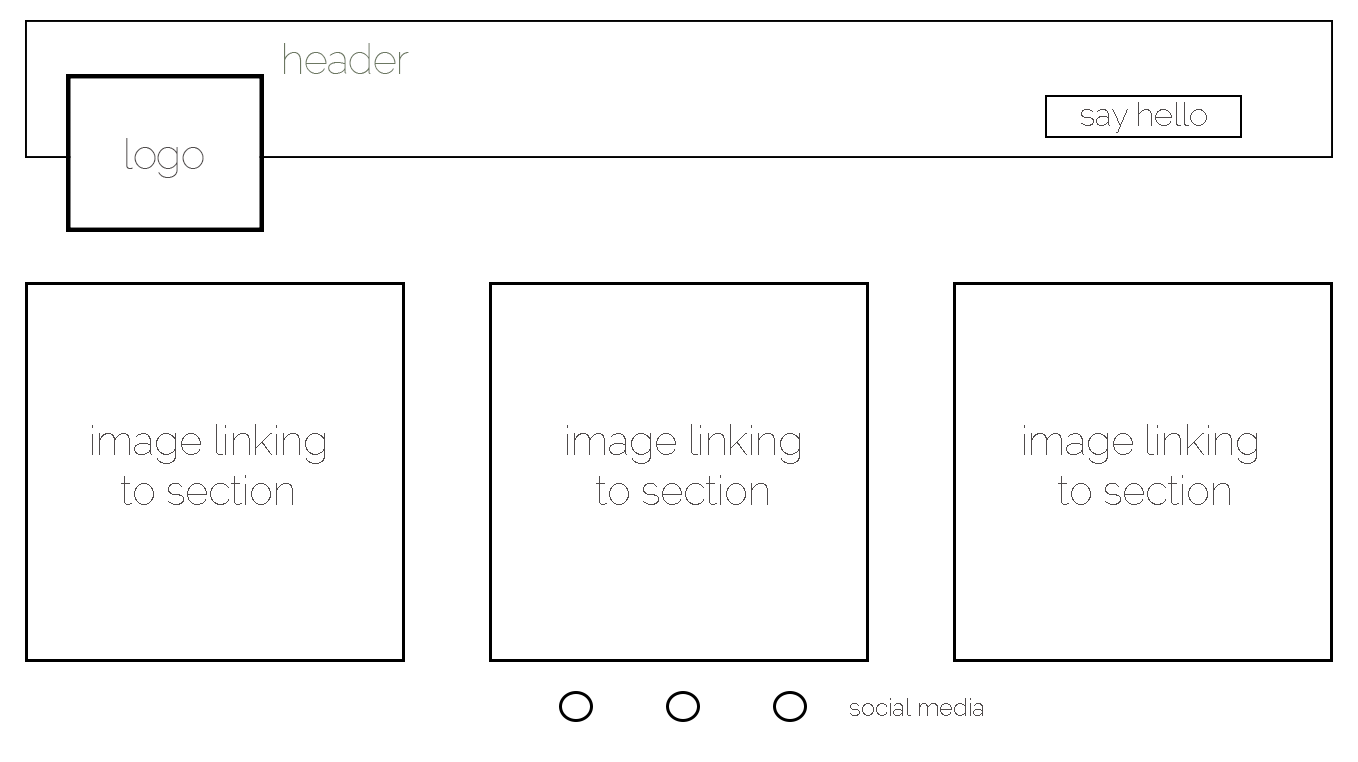 header
say hello
logo
image linking
to section
image linking
to section
image linking
to section
social media